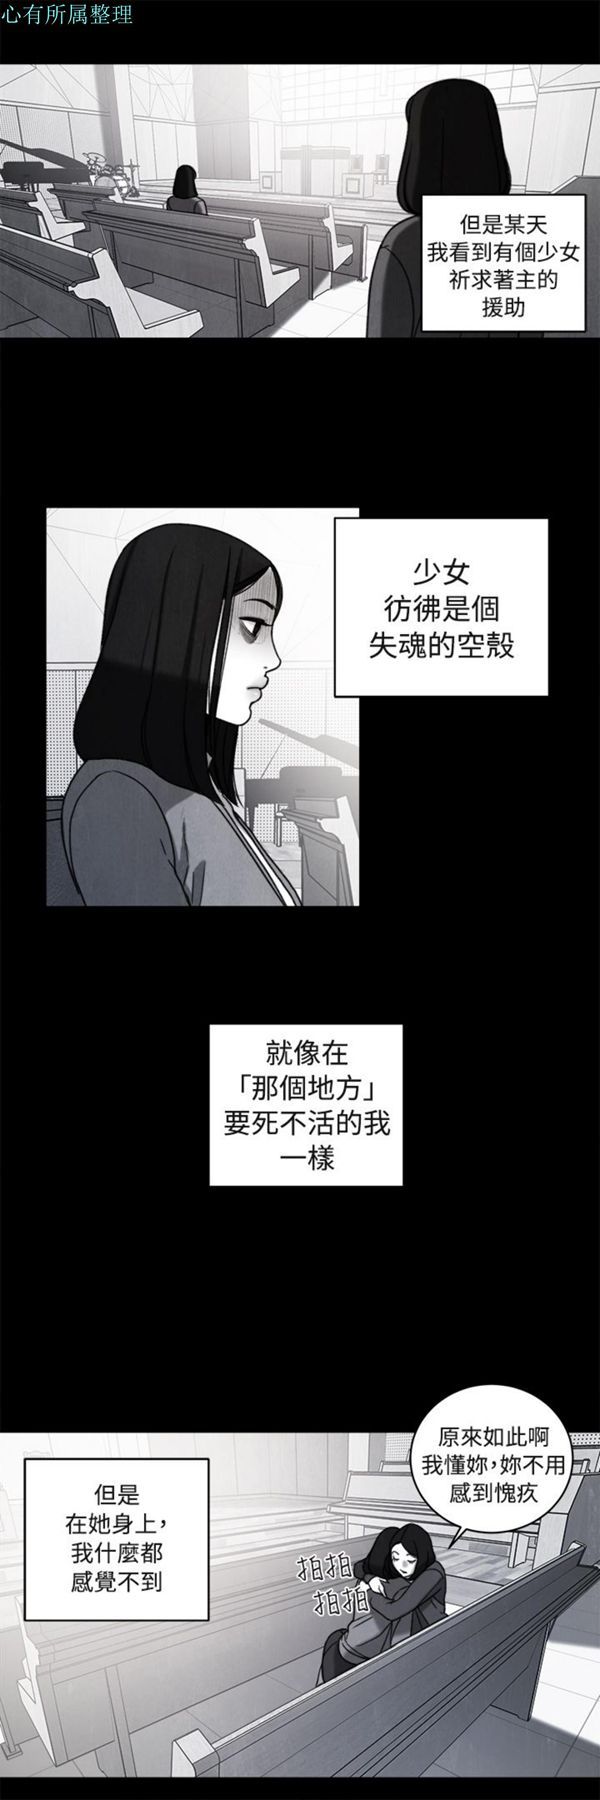 心有所属整理
但是某天
我看到有個少女
祈求著主的
援助
少女
彷彿是個
失魂的空殼
就像在
「那個地方」
要死不活的我
一樣
原來如此啊
我懂妳，妳不用
感到愧疚
但是
在她身上，
我什麼都
感覺不到
拍拍
拍拍